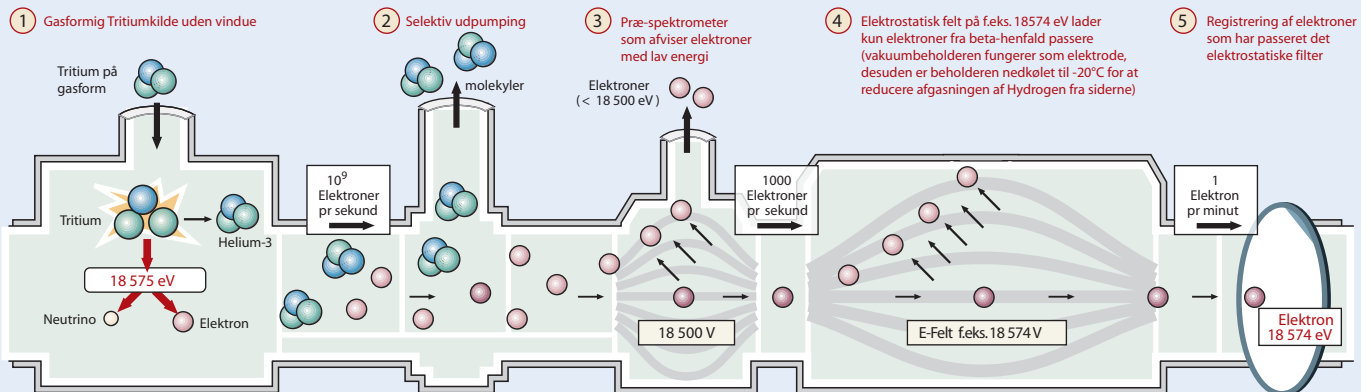 1 Gasformig Tritiumkilde uden vindue
2 Selektiv udpumping
3 Præ-spektrometer
som afviser elektroner
med lav energi
4 Elektrostatisk felt på f.eks. 18574 eV lader
kun elektroner fra beta-henfald passere
(vakuumbeholderen fungerer som elektrode,
desuden er beholderen nedkølet til -20°C for at
reducere afgasningen af Hydrogen fra siderne)
5 Registrering af elektroner
som har passeret det
elektrostatiske filter
Tritium på
gasform
molekyler
Elektroner
(< 18 500 eV)
10⁹
Elektroner
pr sekund
1000
Elektroner
pr sekund
1
Elektron
pr minut
Tritium
Helium-3
18 575 eV
Neutrino
Elektron
18 500 V
E-Felt f.eks. 18 574 V
Elektron
18 574 eV